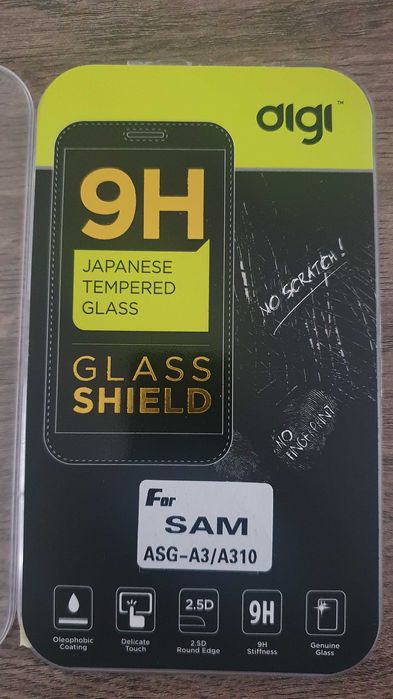 digi™
9H
JAPANESE
TEMPERED
GLASS
GLASS
SHIELD
NO SCRATCH!
NO
FINGERPRINT
For
SAM
ASG-A3/A310
2.5D
9H
Oleophobic
Coating
Delicate
Touch
2.5D
Round Edge
9H
Stiffness
Genuine
Glass